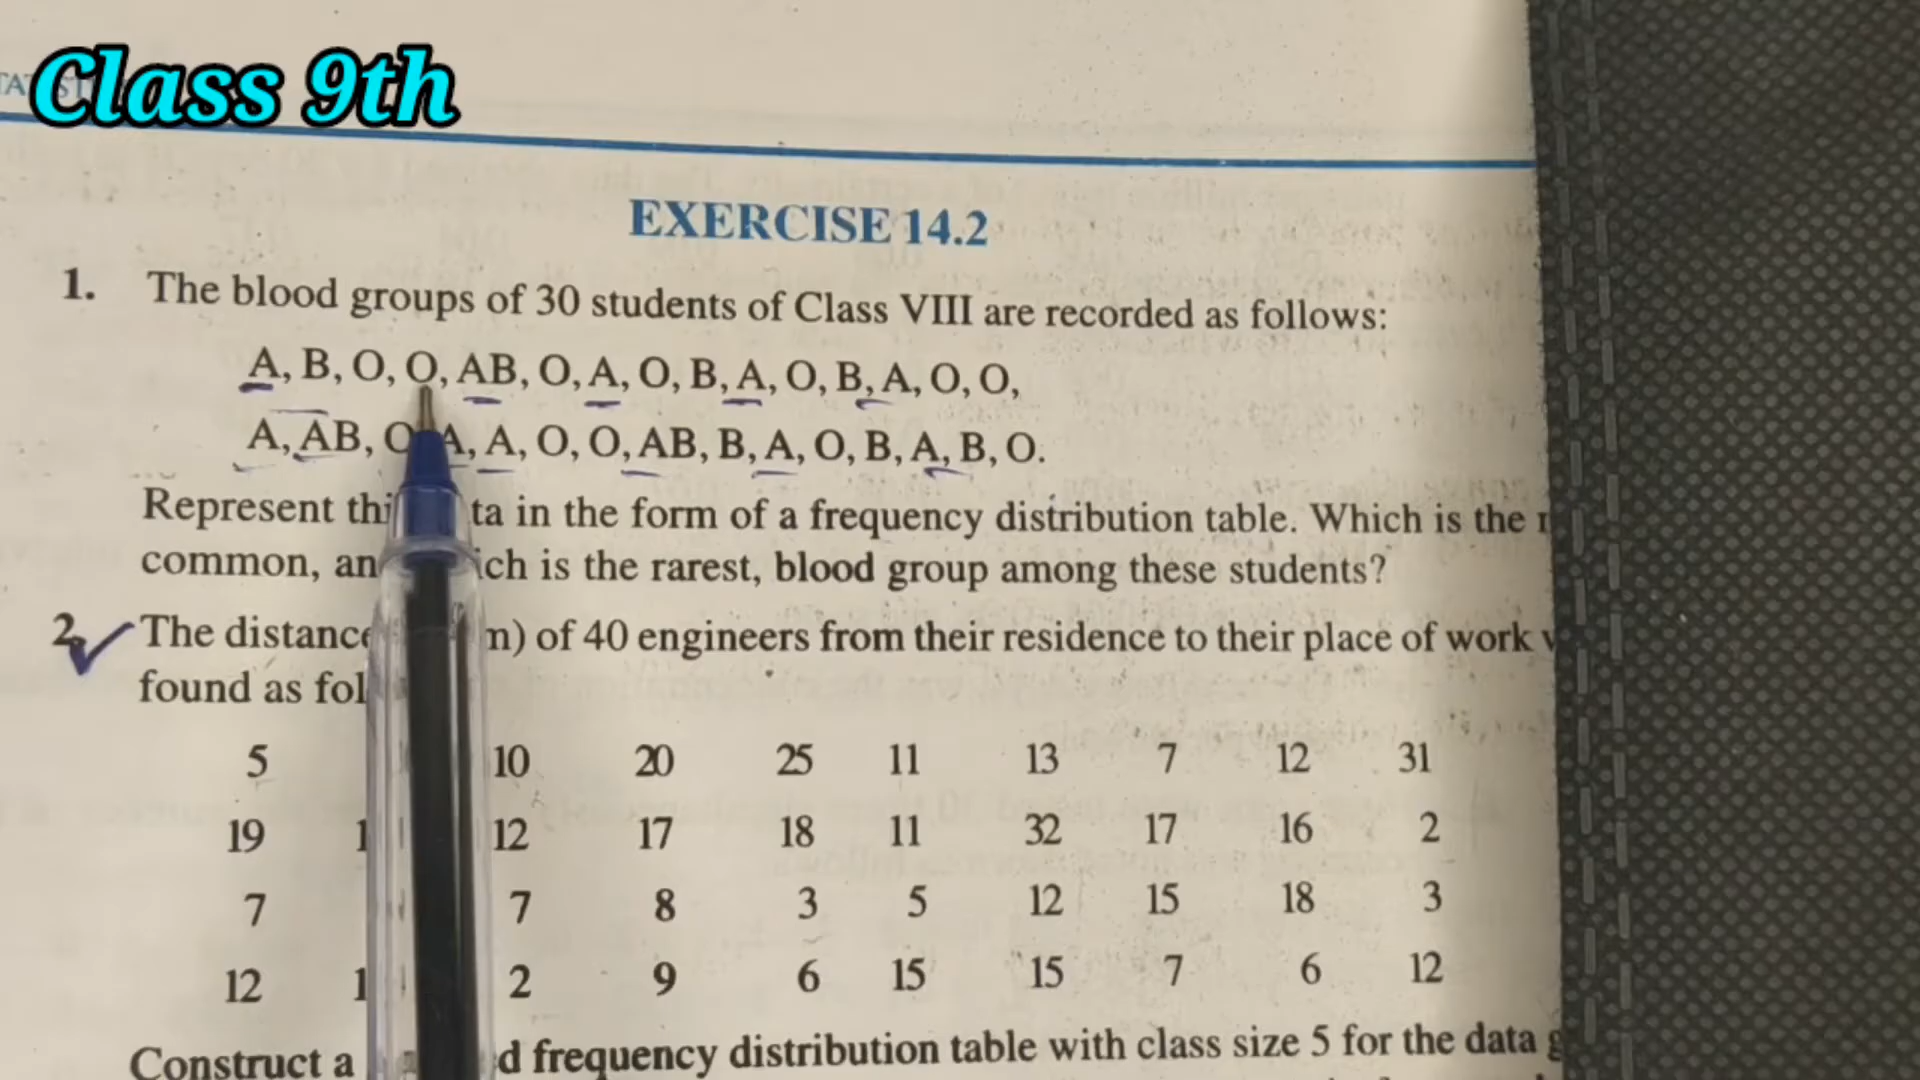 Class 9th
EXERCISE 14.2
1. The blood groups of 30 students of Class VIII are recorded as follows:
A, B, O, O, AB, O, A, O, B, A, O, B, A, O, O,
A, AB, O, A, A, O, O, AB, B, A, O, B, A, B, O.
Represent ta in the form of a frequency distribution table. Which is the
common, ich is the rarest, blood group among these students?
2. The distance m) of 40 engineers from their residence to their place of work
found as fol
5 10 20 25 11 13 7 12 31
19 1 12 17 18 11 32 17 16 2
7 7 8 3 5 12 15 18 3
12 1 2 9 6 15 15 7 6 12
Construct a d frequency distribution table with class size 5 for the data